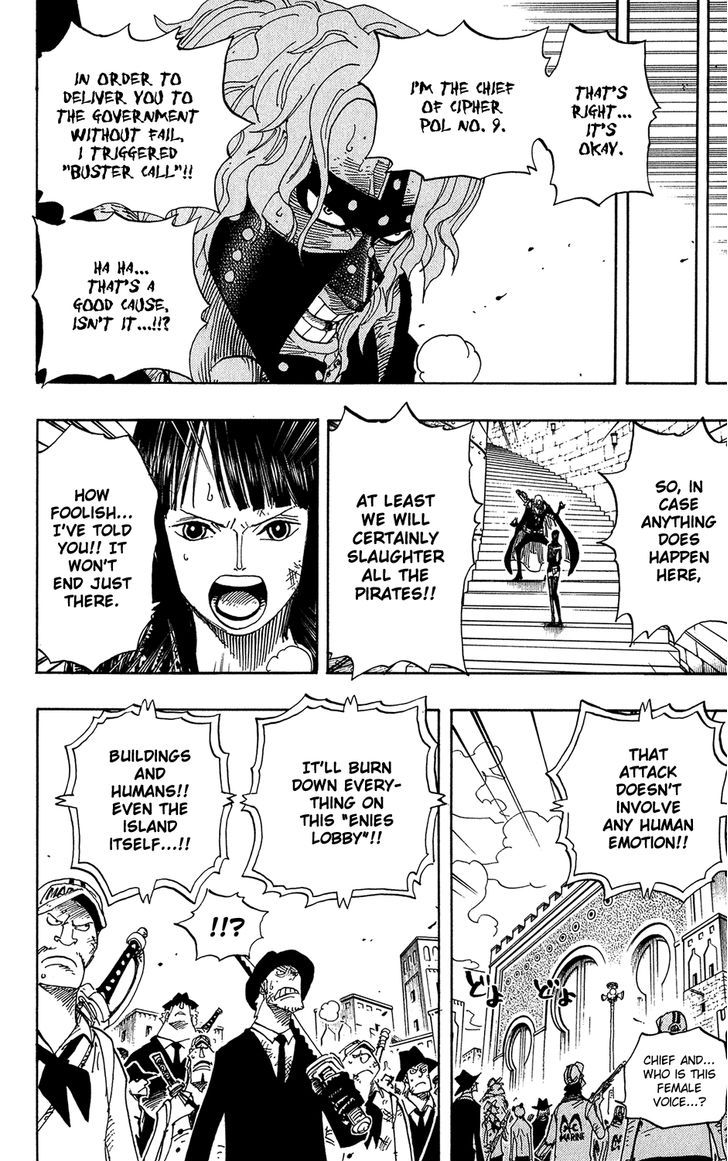 THAT'S
RIGHT...
IT'S
OKAY.
I'M THE CHIEF
OF CIPHER
POL NO. 9.
IN ORDER TO
DELIVER YOU TO
THE GOVERNMENT
WITHOUT FAIL,
I TRIGGERED
"BUSTER CALL"!!
HA HA...
THAT'S A
GOOD CAUSE,
ISN'T IT...!!?
SO, IN
CASE
ANYTHING
DOES
HAPPEN
HERE,
AT LEAST
WE WILL
CERTAINLY
SLAUGHTER
ALL THE
PIRATES!!
HOW
FOOLISH...
I'VE TOLD
YOU!! IT
WON'T
END JUST
THERE.
THAT
ATTACK
DOESN'T
INVOLVE
ANY HUMAN
EMOTION!!
どよ
どよ
CHIEF AND...
WHO IS THIS
FEMALE
VOICE...?
MARINE
IT'LL BURN
DOWN EVERY-
THING ON
THIS "ENIES
LOBBY"!!
BUILDINGS
AND
HUMANS!!
EVEN THE
ISLAND
ITSELF...!!
!!?